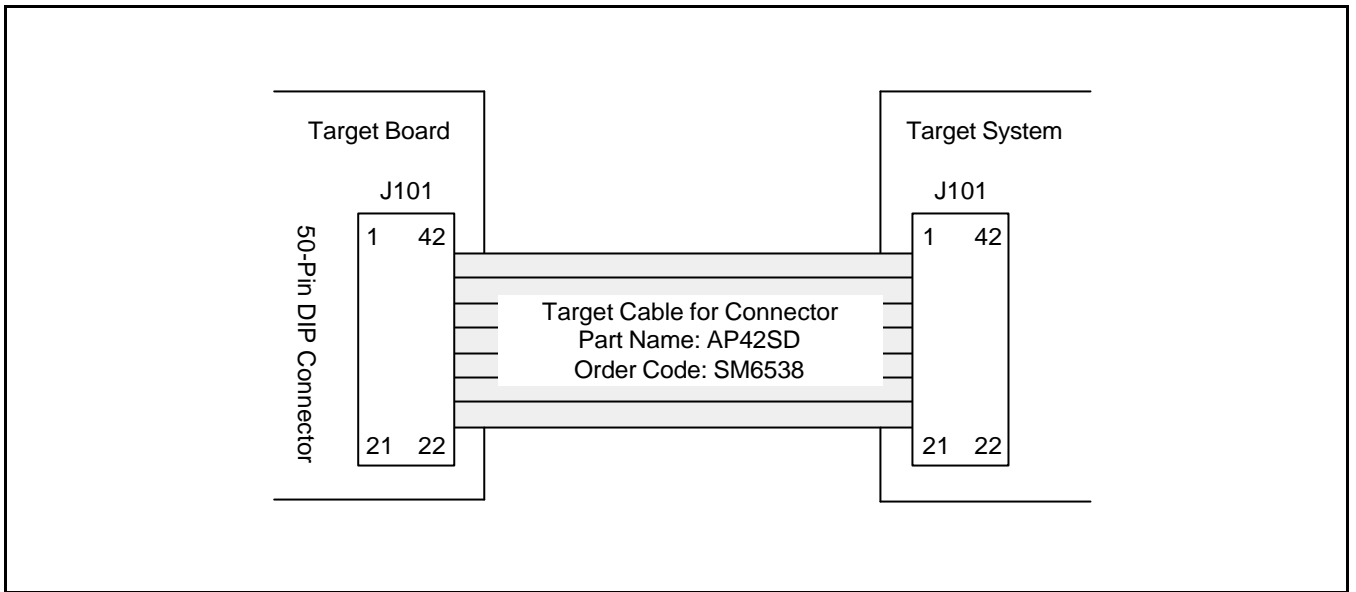 Target Board
J101
1 42
21 22
50-Pin DIP Connector
Target Cable for Connector
Part Name: AP42SD
Order Code: SM6538
Target System
J101
1 42
21 22